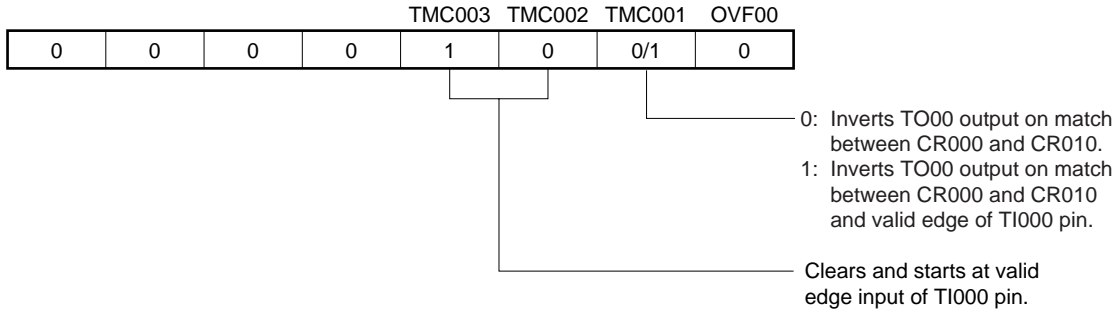 TMC003 TMC002 TMC001 OVF00
0 0 0 0 1 0 0/1 0
0: Inverts TO00 output on match
between CR000 and CR010.
1: Inverts TO00 output on match
between CR000 and CR010
and valid edge of TI000 pin.
Clears and starts at valid
edge input of TI000 pin.